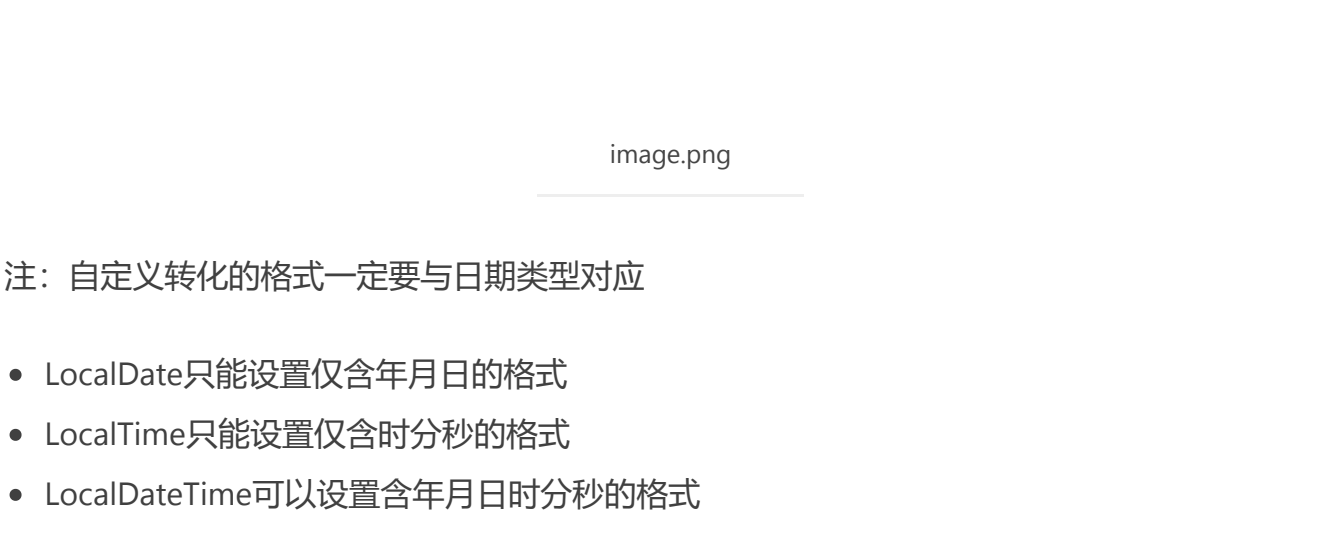 image.png
注：自定义转化的格式一定要与日期类型对应
LocalDate只能设置仅含年月日的格式
LocalTime只能设置仅含时分秒的格式
LocalDateTime可以设置含年月日时分秒的格式